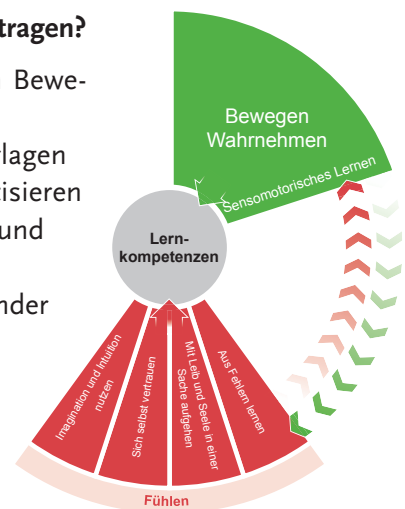 tragen?
Bewe-
lagen
tisieren
und
nder
Bewegen
Wahrnehmen
Sensomotorisches Lernen
Lern-
kompetenzen
Imagination und Intuition
nutzen
Sich selbst vertrauen
Mit Leib und Seele in einer
Sache aufgehen
Aus Fehlern lernen
Fühlen